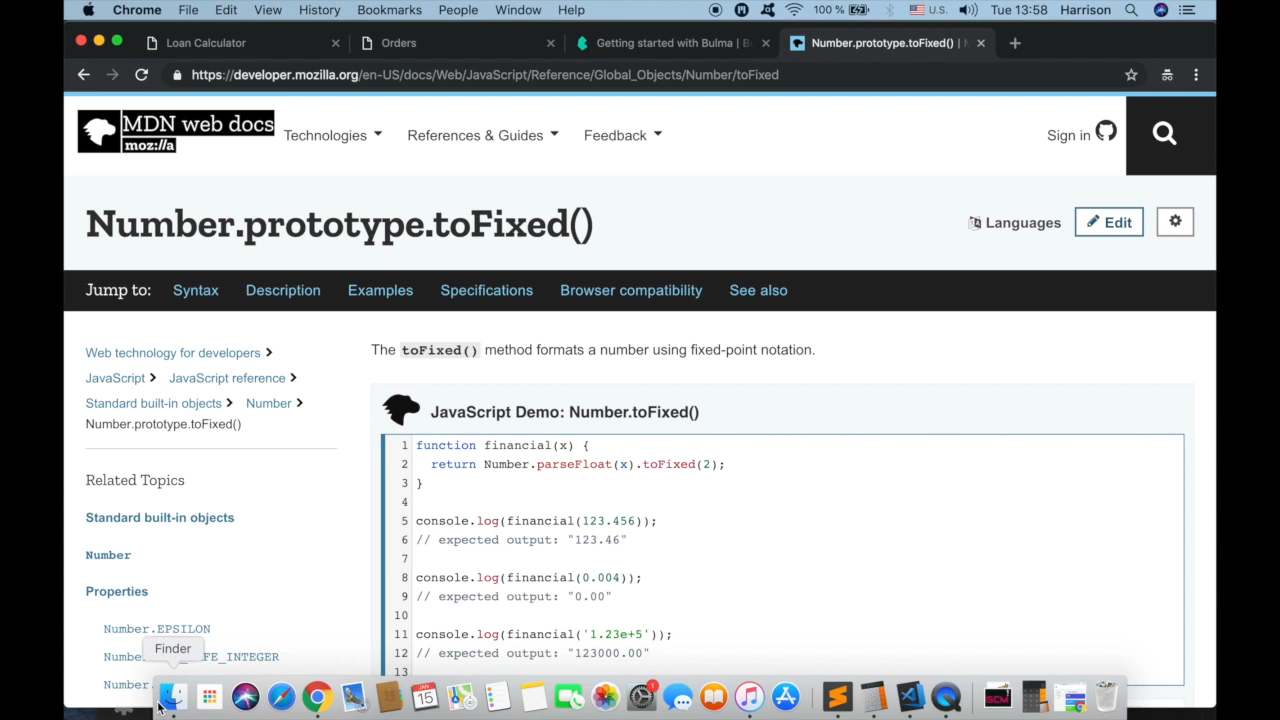 Chrome File Edit View History Bookmarks People Window Help 100 % U.S. Tue 13:58 Harrison
Loan Calculator × Orders × Getting started with Bulma | × Number.prototype.toFixed() | × +
https://developer.mozilla.org/en-US/docs/Web/JavaScript/Reference/Global_Objects/Number/toFixed
MDN web docs
moz://a
Technologies References & Guides Feedback Sign in
Number.prototype.toFixed()
Languages Edit
Jump to: Syntax Description Examples Specifications Browser compatibility See also
Web technology for developers
JavaScript JavaScript reference
Standard built-in objects Number
Number.prototype.toFixed()
Related Topics
Standard built-in objects
Number
Properties
Number.EPSILON
Finder
The toFixed() method formats a number using fixed-point notation.
JavaScript Demo: Number.toFixed()
1 function financial(x) {
2 return Number.parseFloat(x).toFixed(2);
3 }
4
5 console.log(financial(123.456));
6 // expected output: "123.46"
7
8 console.log(financial(0.004));
9 // expected output: "0.00"
10
11 console.log(financial('1.23e+5'));
12 // expected output: "123000.00"
13
JAN
15
1